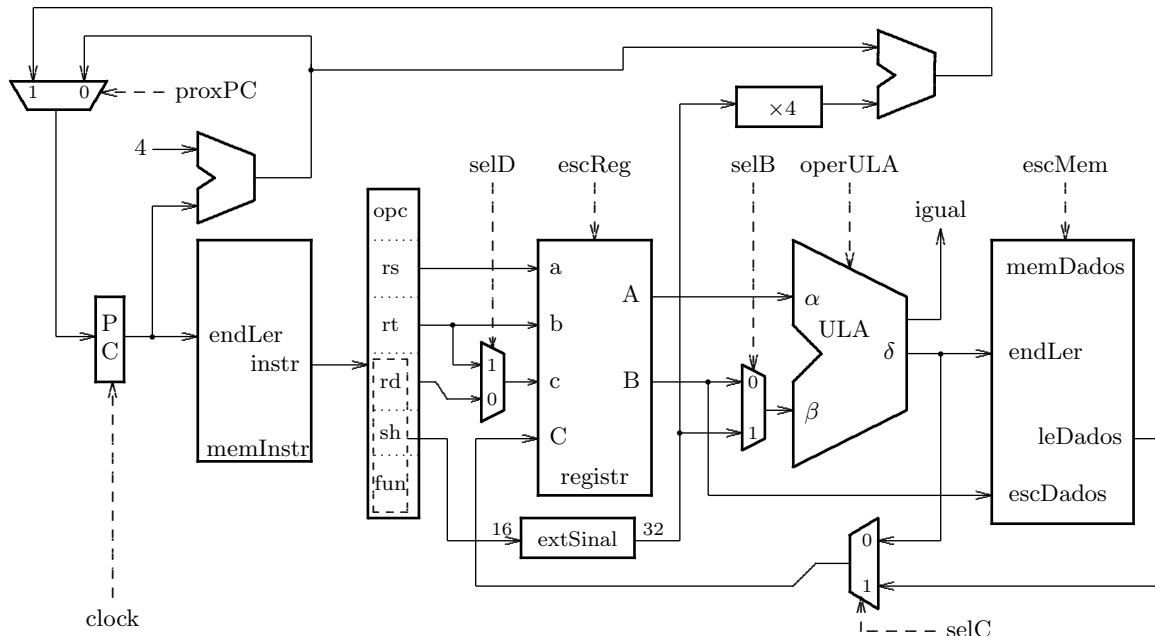 1 0
proxPC
×4
4
selD
escReg
selB
operULA
escMem
opc
igual
rs
a
memDados
A
α
P
C
endLer
rt
b
ULA
instr
1
δ
endLer
rd
c
B
0
0
β
sh
C
1
leDados
memInstr
fun
registr
escDados
16
extSinal
32
0
1
clock
selC